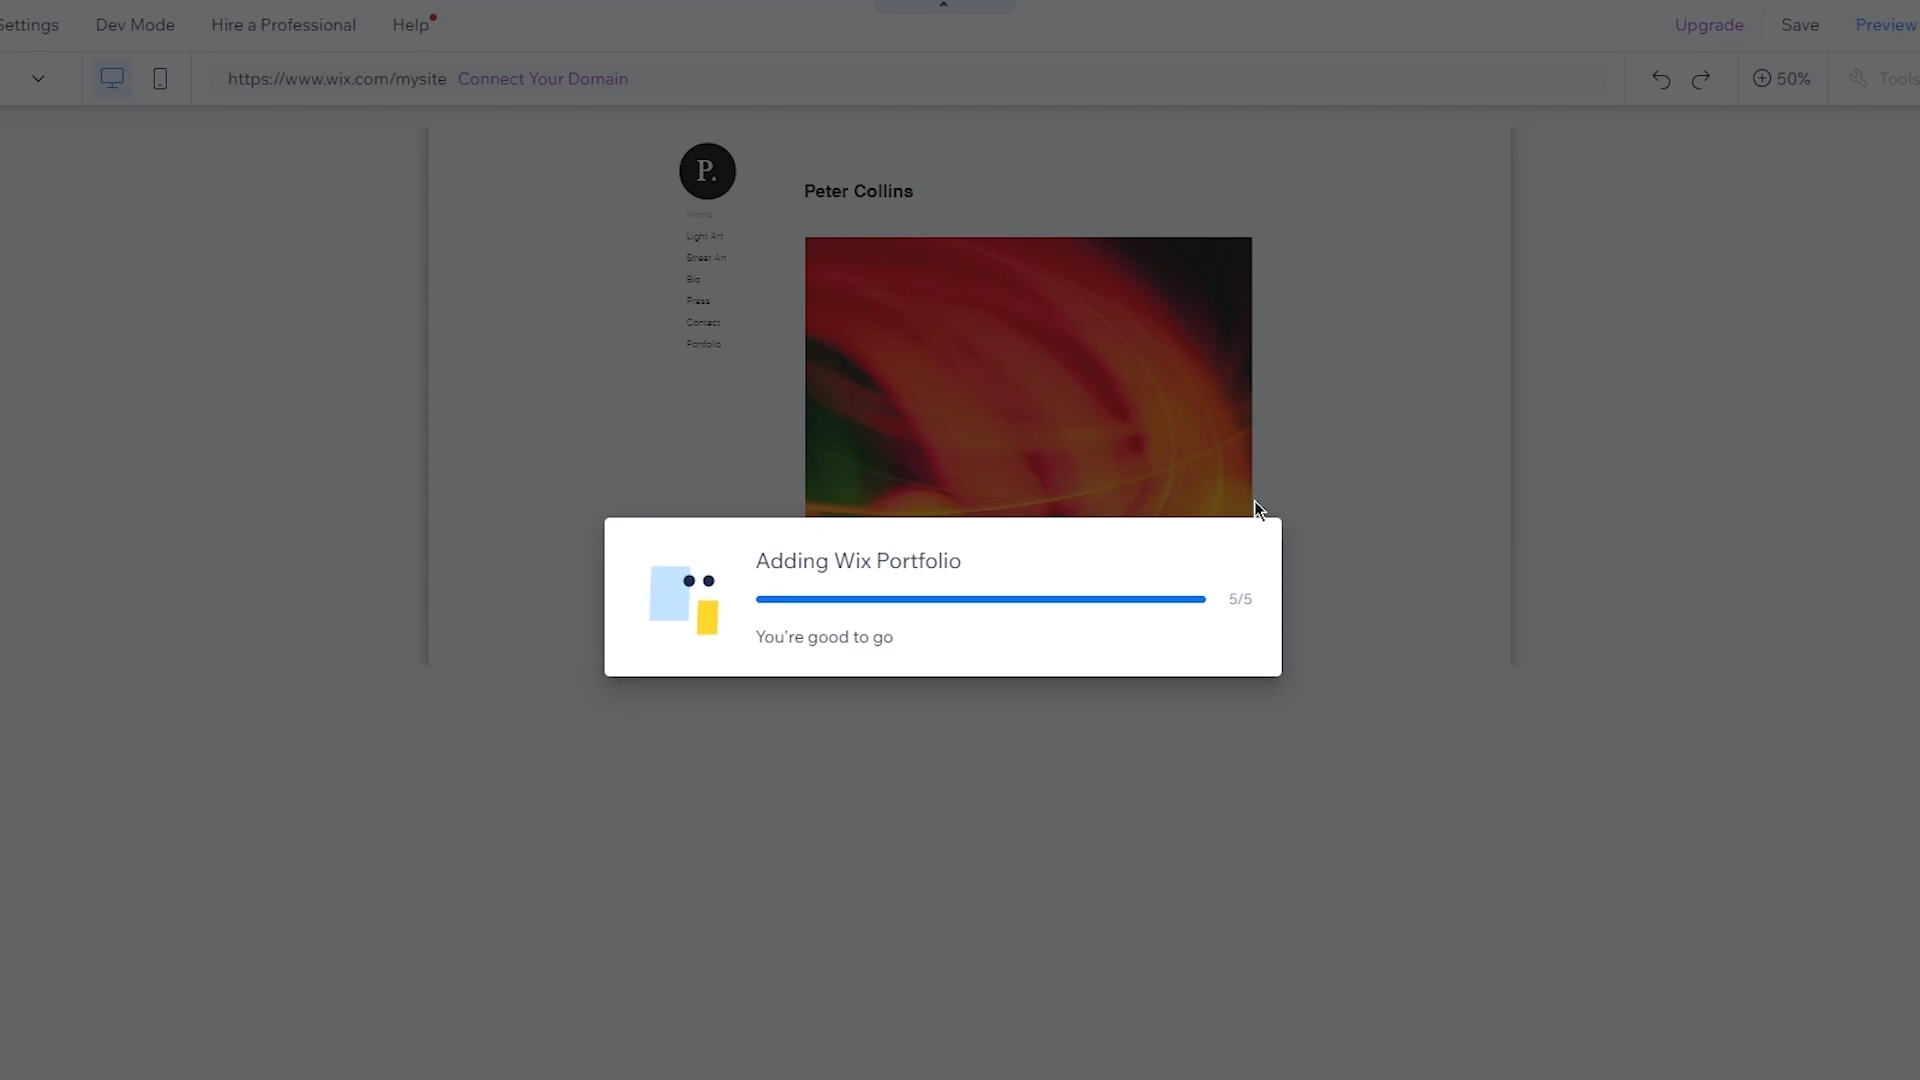 Settings Dev Mode Hire a Professional Help Upgrade Save Preview
https://www.wix.com/mysite Connect Your Domain 50% Tools
P.
Peter Collins
Home
Light Art
Street Art
Bio
Press
Contact
Portfolio
Adding Wix Portfolio
5/5
You're good to go